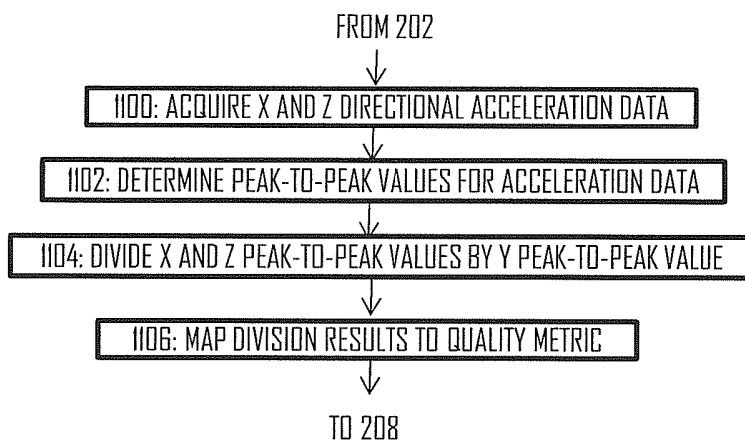 FROM 202
1100: ACQUIRE X AND Z DIRECTIONAL ACCELERATION DATA
1102: DETERMINE PEAK-TO-PEAK VALUES FOR ACCELERATION DATA
1104: DIVIDE X AND Z PEAK-TO-PEAK VALUES BY Y PEAK-TO-PEAK VALUE
1106: MAP DIVISION RESULTS TO QUALITY METRIC
TO 208